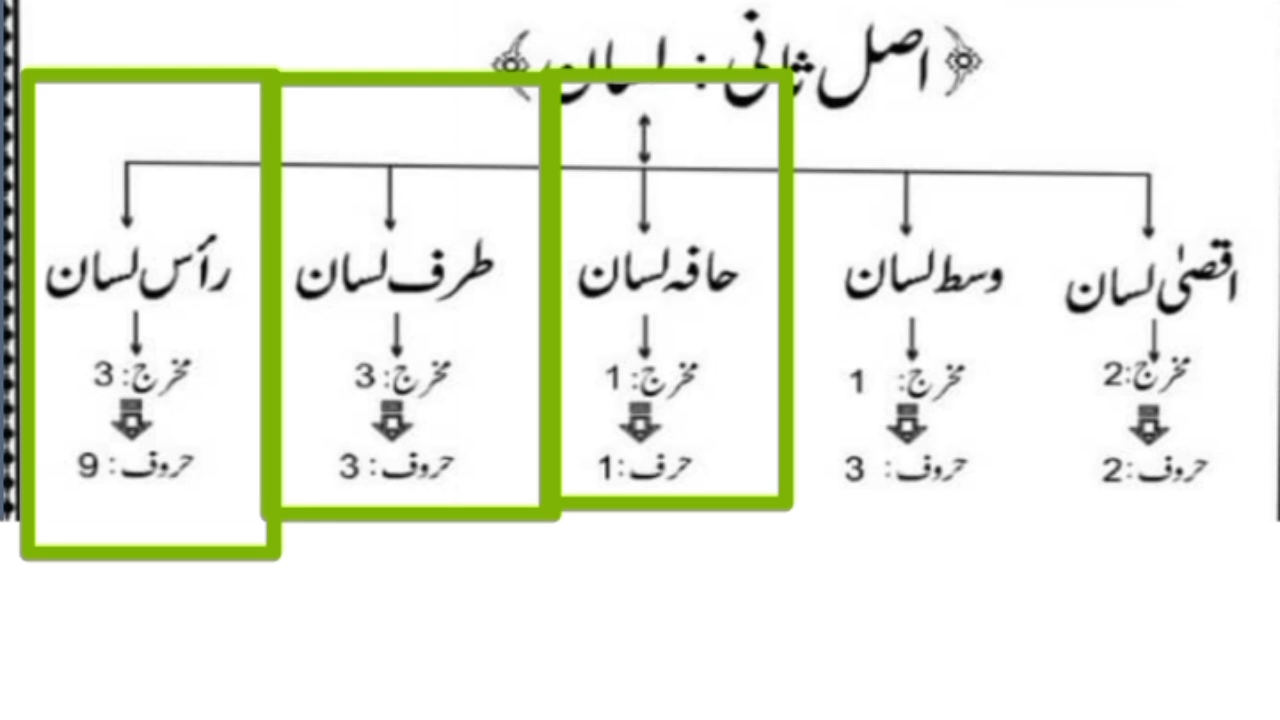 ﴿ اصل ثانی : لسان ﴾
اقصیٰ لسان
مخرج:2
حروف:2
وسط لسان
مخرج: 1
حروف: 3
حافہ لسان
مخرج:1
حرف:1
طرف لسان
مخرج:3
حروف:3
رأس لسان
مخرج:3
حروف:9